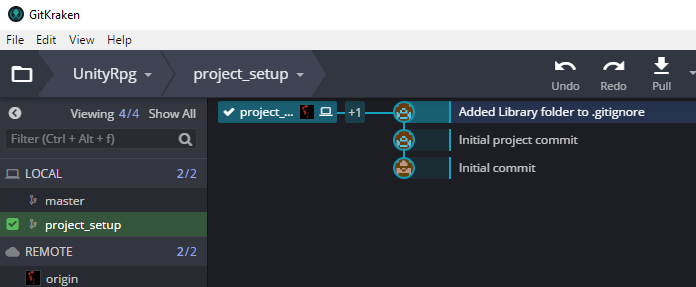 GitKraken
File Edit View
UnityRpg project_setup Undo Redo Pull
Viewing 4/4 Show All
project_... +1 Added Library folder to .gitignore
Filter (Ctrl + Alt + f)
Initial project commit
Initial commit
LOCAL 2/2
master
project_setup
REMOTE 2/2
origin